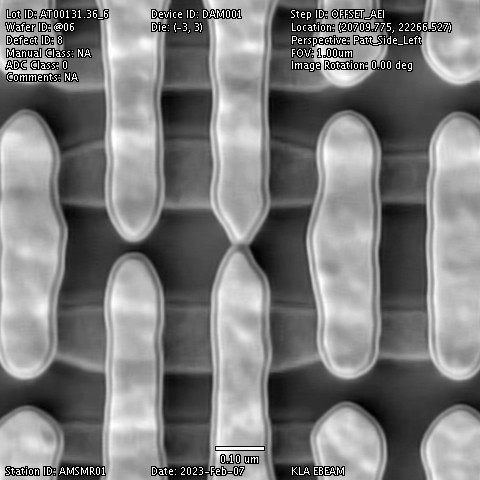 Lot ID: AT00131.36_6
Wafer ID: @06
Defect ID: 8
Manual Class: NA
ADC Class: 0
Comments: NA
Device ID: DAM001
Die: (-3, 3)
Step ID: OFFSET_AEI
Location: (20709.775, 22266.527)
Perspective: Patt_Side_Left
FOV: 1.00um
Image Rotation: 0.00 deg
0.10 um
Station ID: AMSMR01
Date: 2023-Feb-07
KLA EBEAM